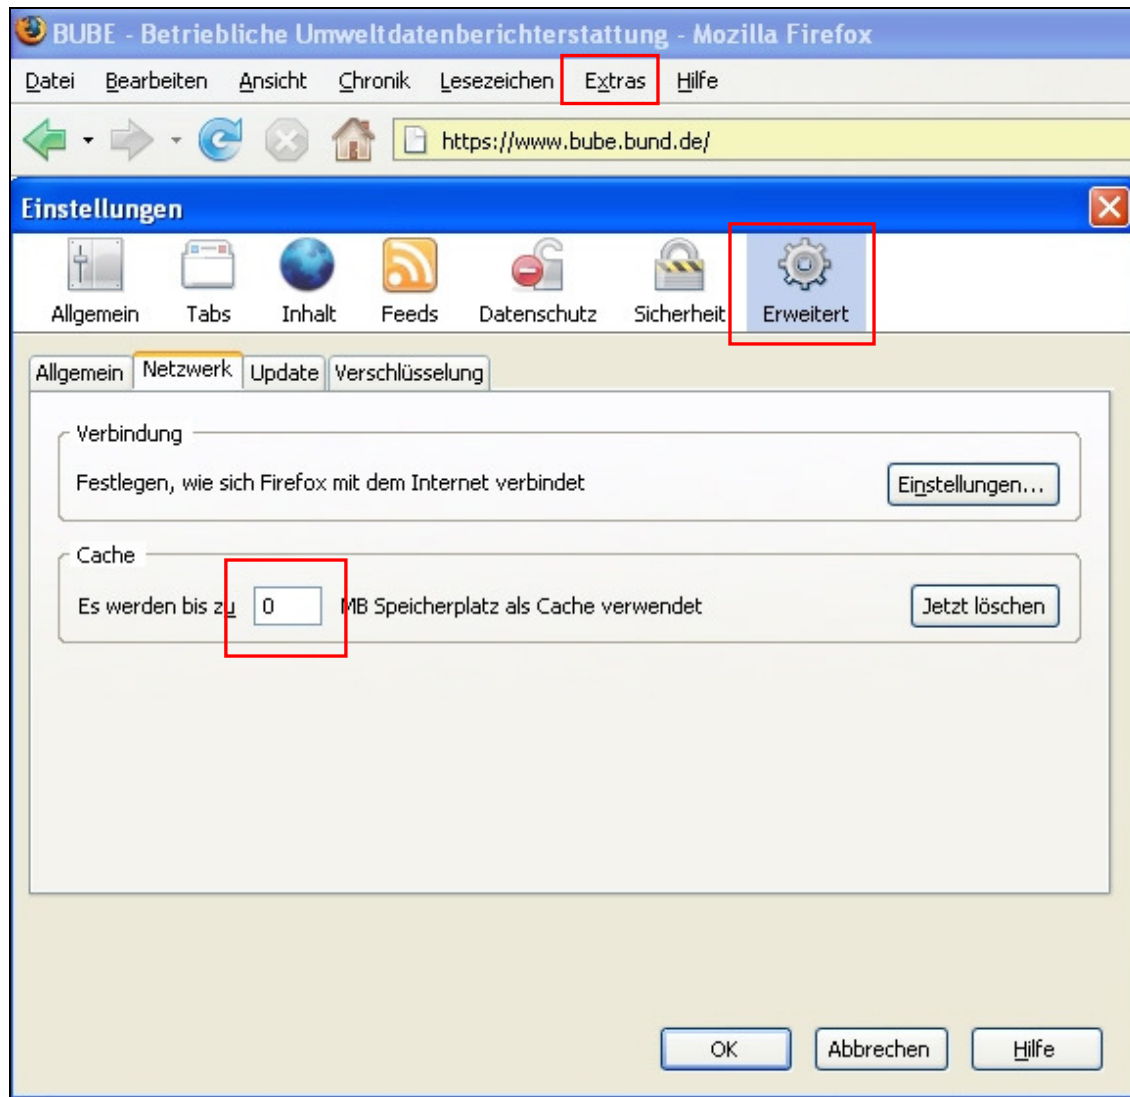 BUBE - Betriebliche Umweltdatenberichterstattung - Mozilla Firefox
Datei Bearbeiten Ansicht Chronik Lesezeichen Extras Hilfe
https://www.bube.bund.de/
Einstellungen
Allgemein Tabs Inhalt Feeds Datenschutz Sicherheit Erweitert
Allgemein Netzwerk Update Verschlüsselung
Verbindung
Festlegen, wie sich Firefox mit dem Internet verbindet Einstellungen...
Cache
Es werden bis zu 0 MB Speicherplatz als Cache verwendet Jetzt löschen
OK Abbrechen Hilfe